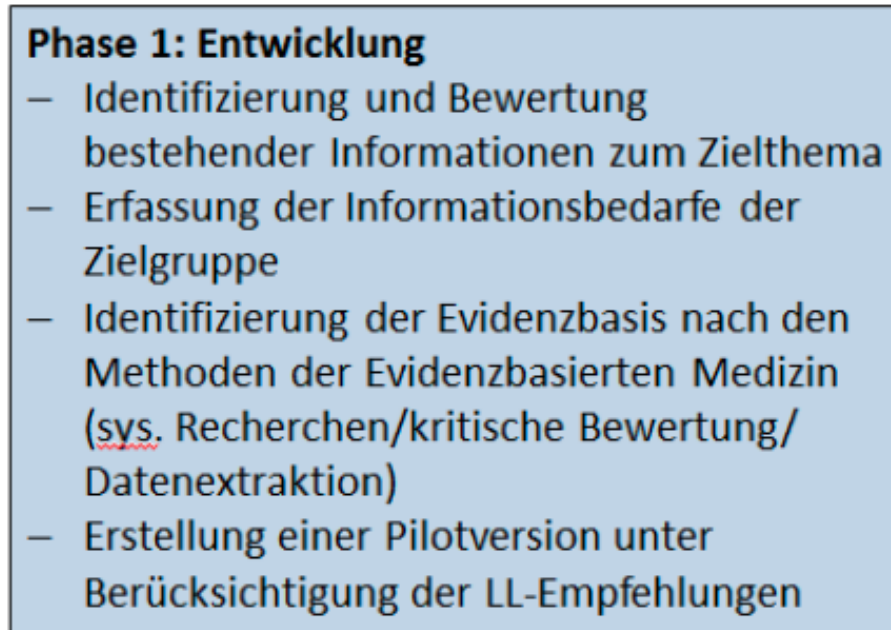 Phase 1: Entwicklung
– Identifizierung und Bewertung
bestehender Informationen zum Zielthema
– Erfassung der Informationsbedarfe der
Zielgruppe
– Identifizierung der Evidenzbasis nach den
Methoden der Evidenzbasierten Medizin
(sys. Recherchen/kritische Bewertung/
Datenextraktion)
– Erstellung einer Pilotversion unter
Berücksichtigung der LL-Empfehlungen